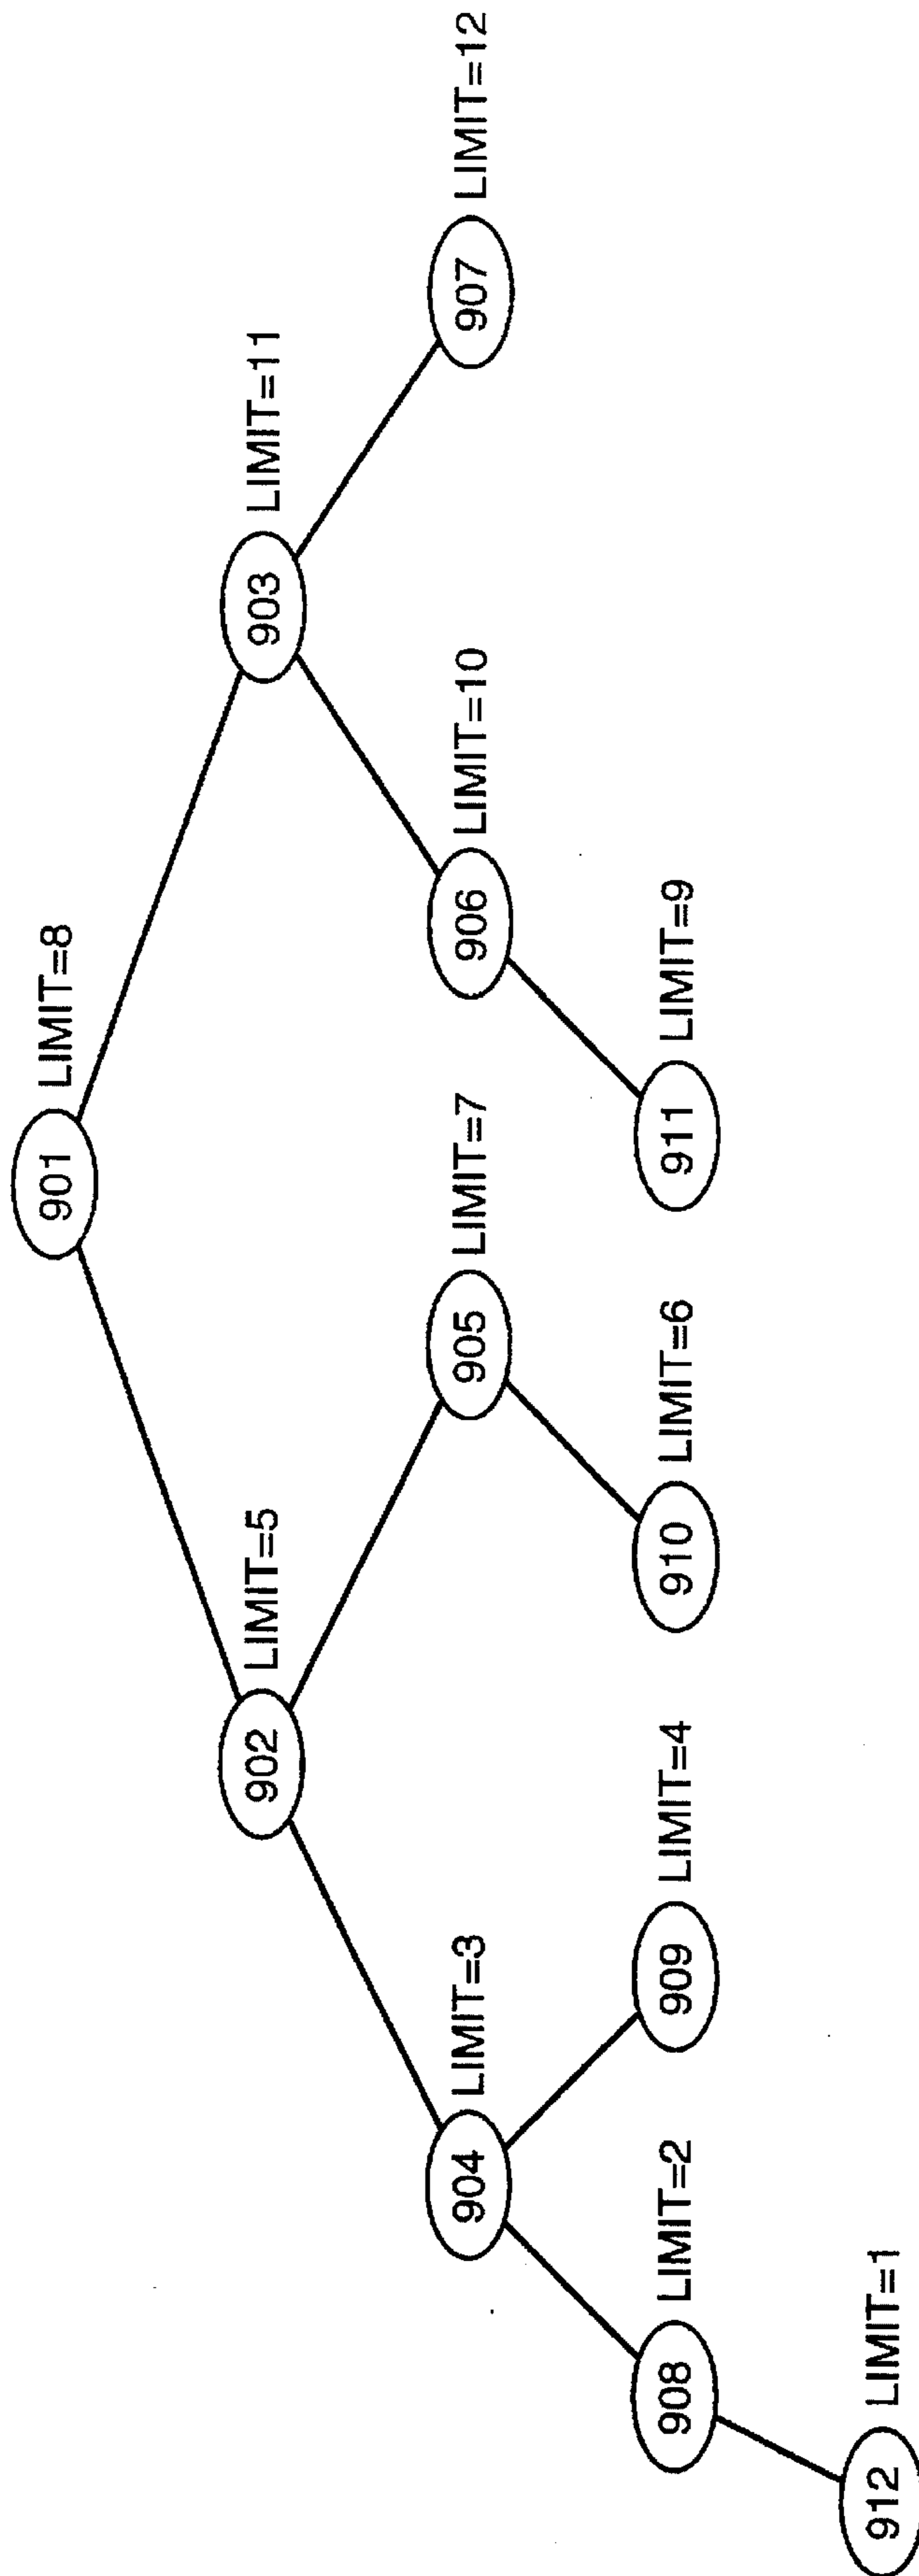 901 LIMIT=8
902 LIMIT=5
903 LIMIT=11
904 LIMIT=3
905 LIMIT=7
906 LIMIT=10
907 LIMIT=12
908 LIMIT=2
909 LIMIT=4
910 LIMIT=6
911 LIMIT=9
912 LIMIT=1